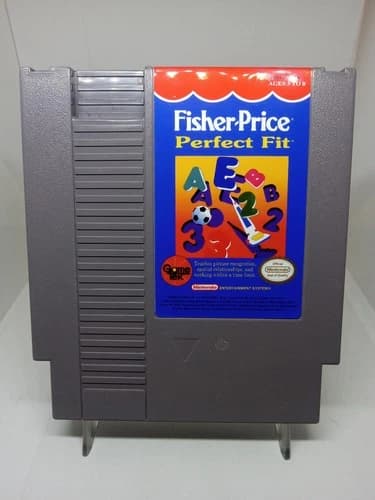 AGES 3 TO 8
Fisher-Price
Perfect Fit
A E B B
A 2 2
3
GameTek
Teaches picture recognition,
spatial relationships, and
working within a time limit.
Official
Nintendo
Seal of Quality
Nintendo ENTERTAINMENT SYSTEM